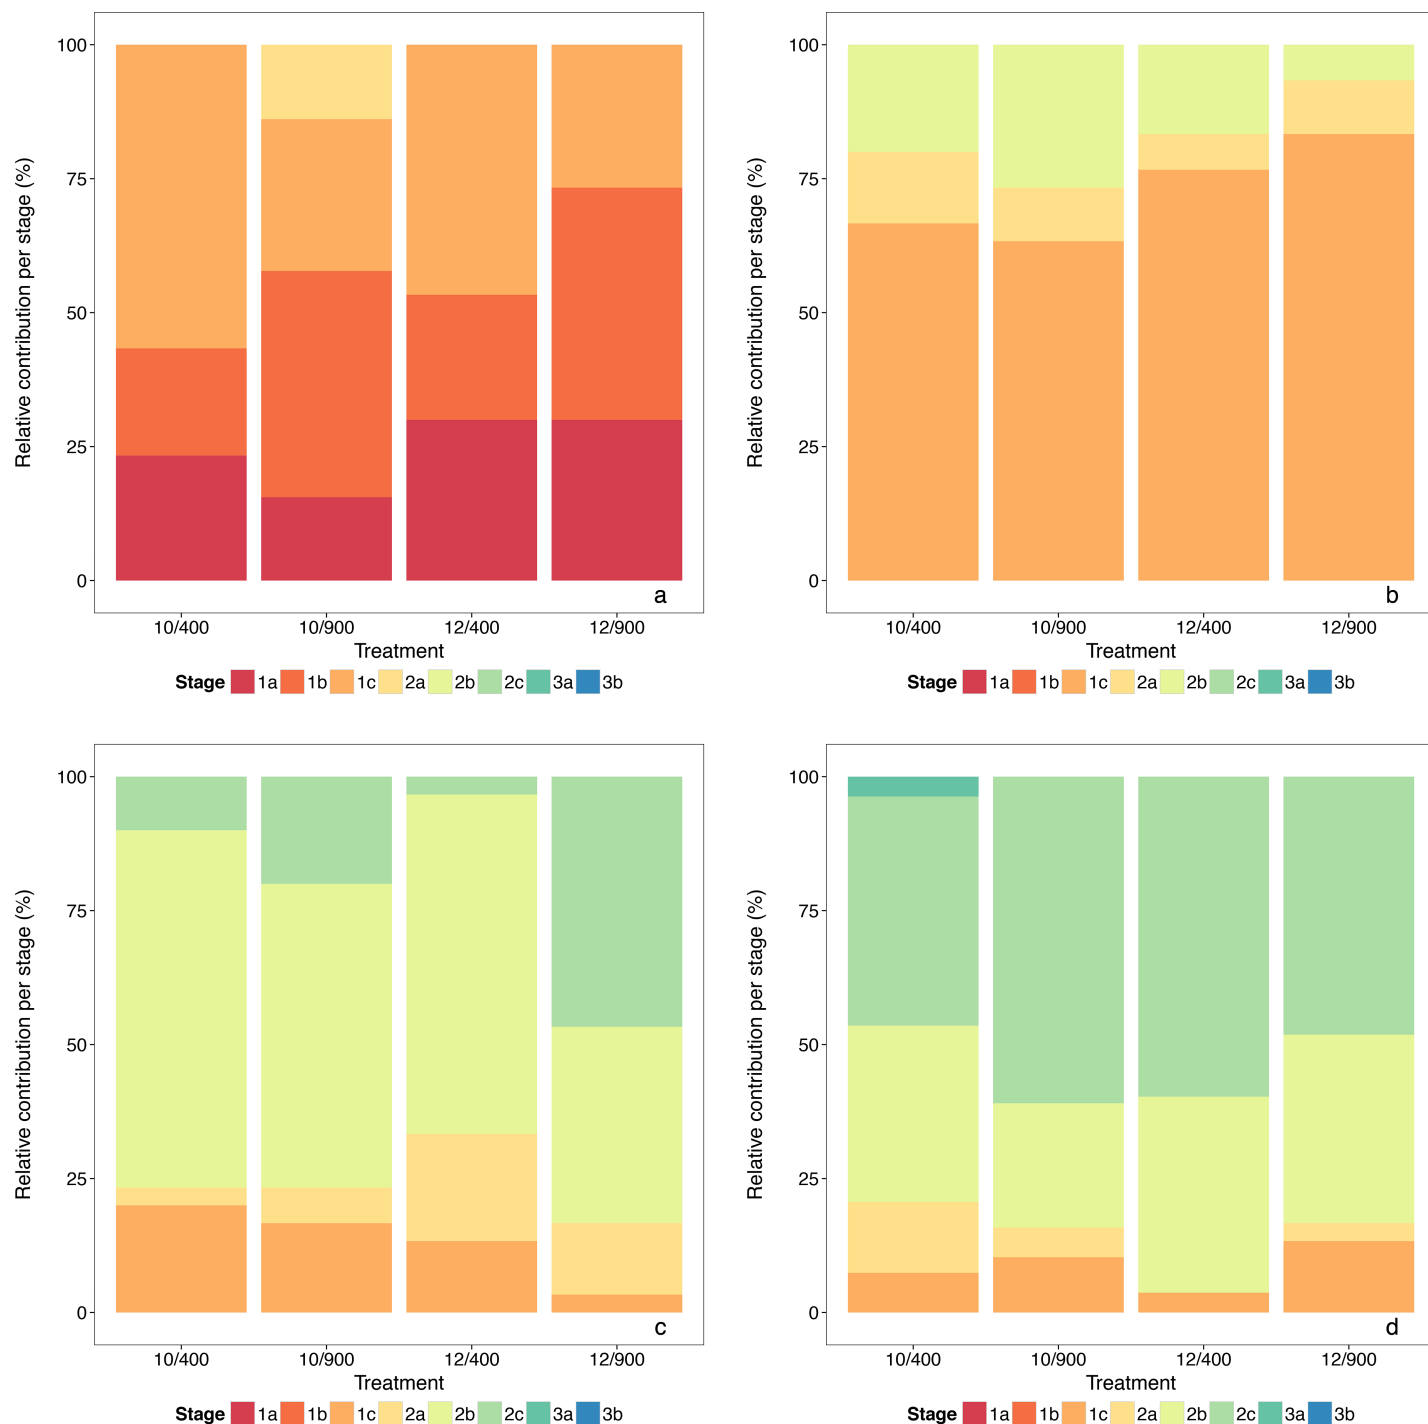 Relative contribution per stage (%)
100
75
50
25
0
a
10/400 10/900 12/400 12/900
Treatment
Stage 1a 1b 1c 2a 2b 2c 3a 3b
Relative contribution per stage (%)
100
75
50
25
0
b
10/400 10/900 12/400 12/900
Treatment
Stage 1a 1b 1c 2a 2b 2c 3a 3b
Relative contribution per stage (%)
100
75
50
25
0
c
10/400 10/900 12/400 12/900
Treatment
Stage 1a 1b 1c 2a 2b 2c 3a 3b
Relative contribution per stage (%)
100
75
50
25
0
d
10/400 10/900 12/400 12/900
Treatment
Stage 1a 1b 1c 2a 2b 2c 3a 3b